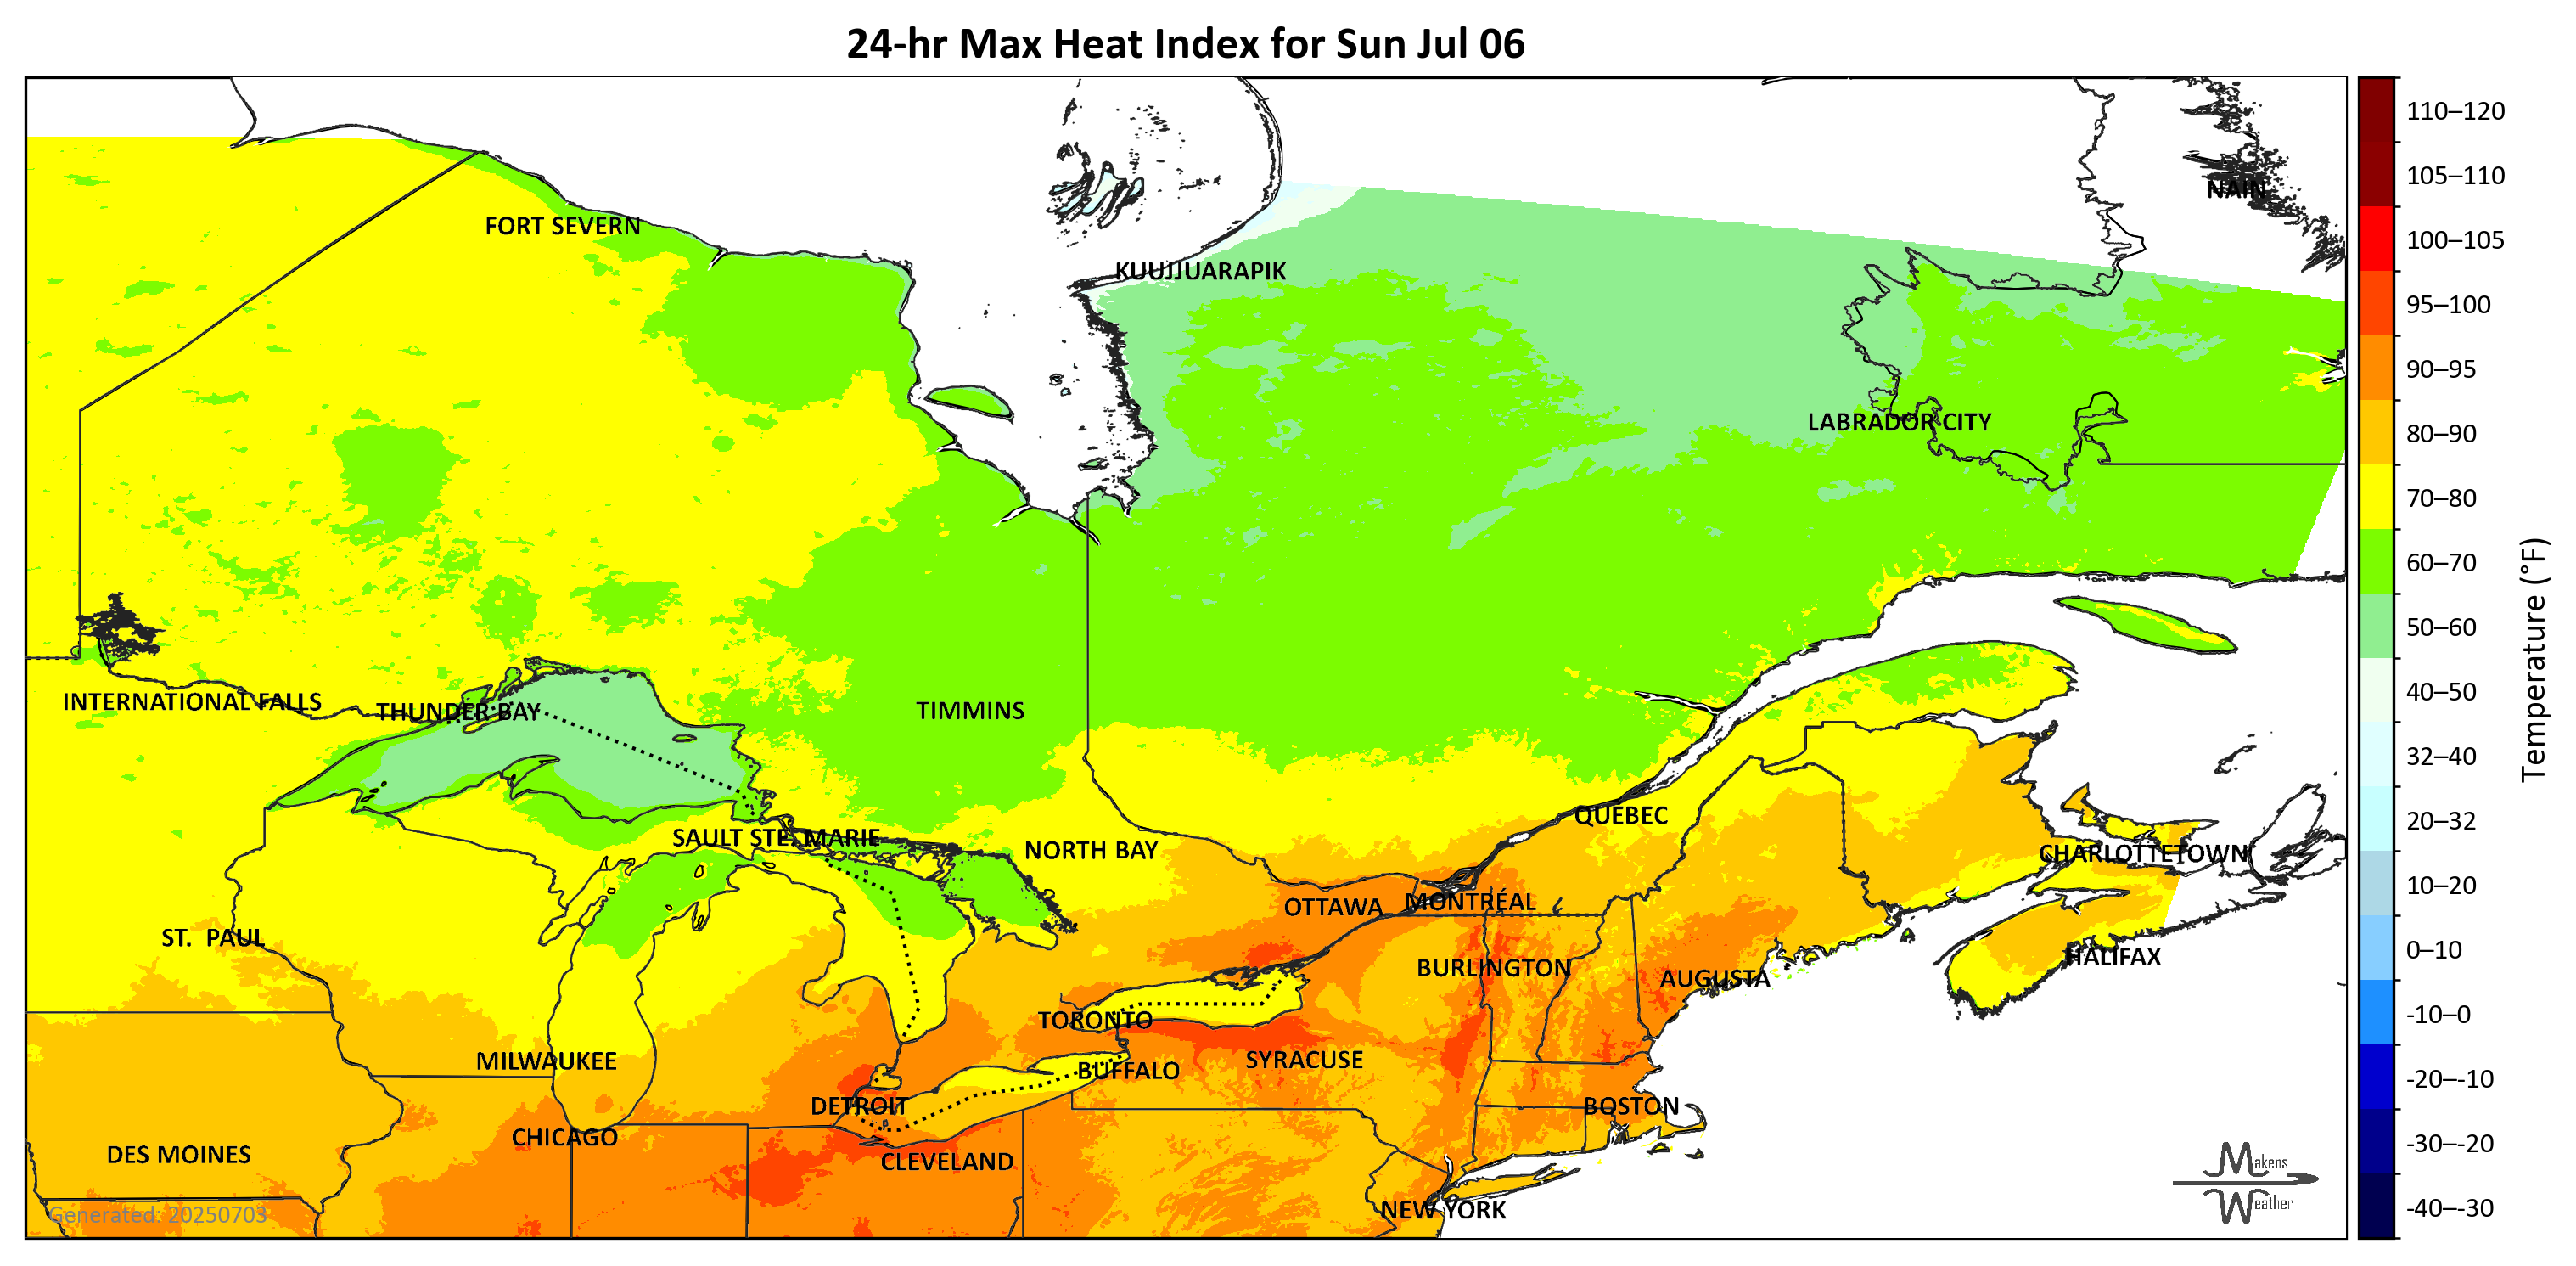 24-hr Max Heat Index for Sun Jul 06
NAIN
FORT SEVERN
KUUJJUARAPIK
LABRADOR CITY
INTERNATIONAL FALLS
THUNDER BAY
TIMMINS
QUÉBEC
SAULT STE. MARIE
NORTH BAY
CHARLOTTETOWN
OTTAWA
MONTRÉAL
ST. PAUL
HALIFAX
BURLINGTON
AUGUSTA
TORONTO
MILWAUKEE
BUFFALO
SYRACUSE
DETROIT
BOSTON
CHICAGO
DES MOINES
CLEVELAND
NEW YORK
Generated: 20250703
Makens
Weather
110–120
105–110
100–105
95–100
90–95
80–90
70–80
60–70
50–60
40–50
32–40
20–32
10–20
0–10
-10–0
-20–-10
-30–-20
-40–-30
Temperature (°F)